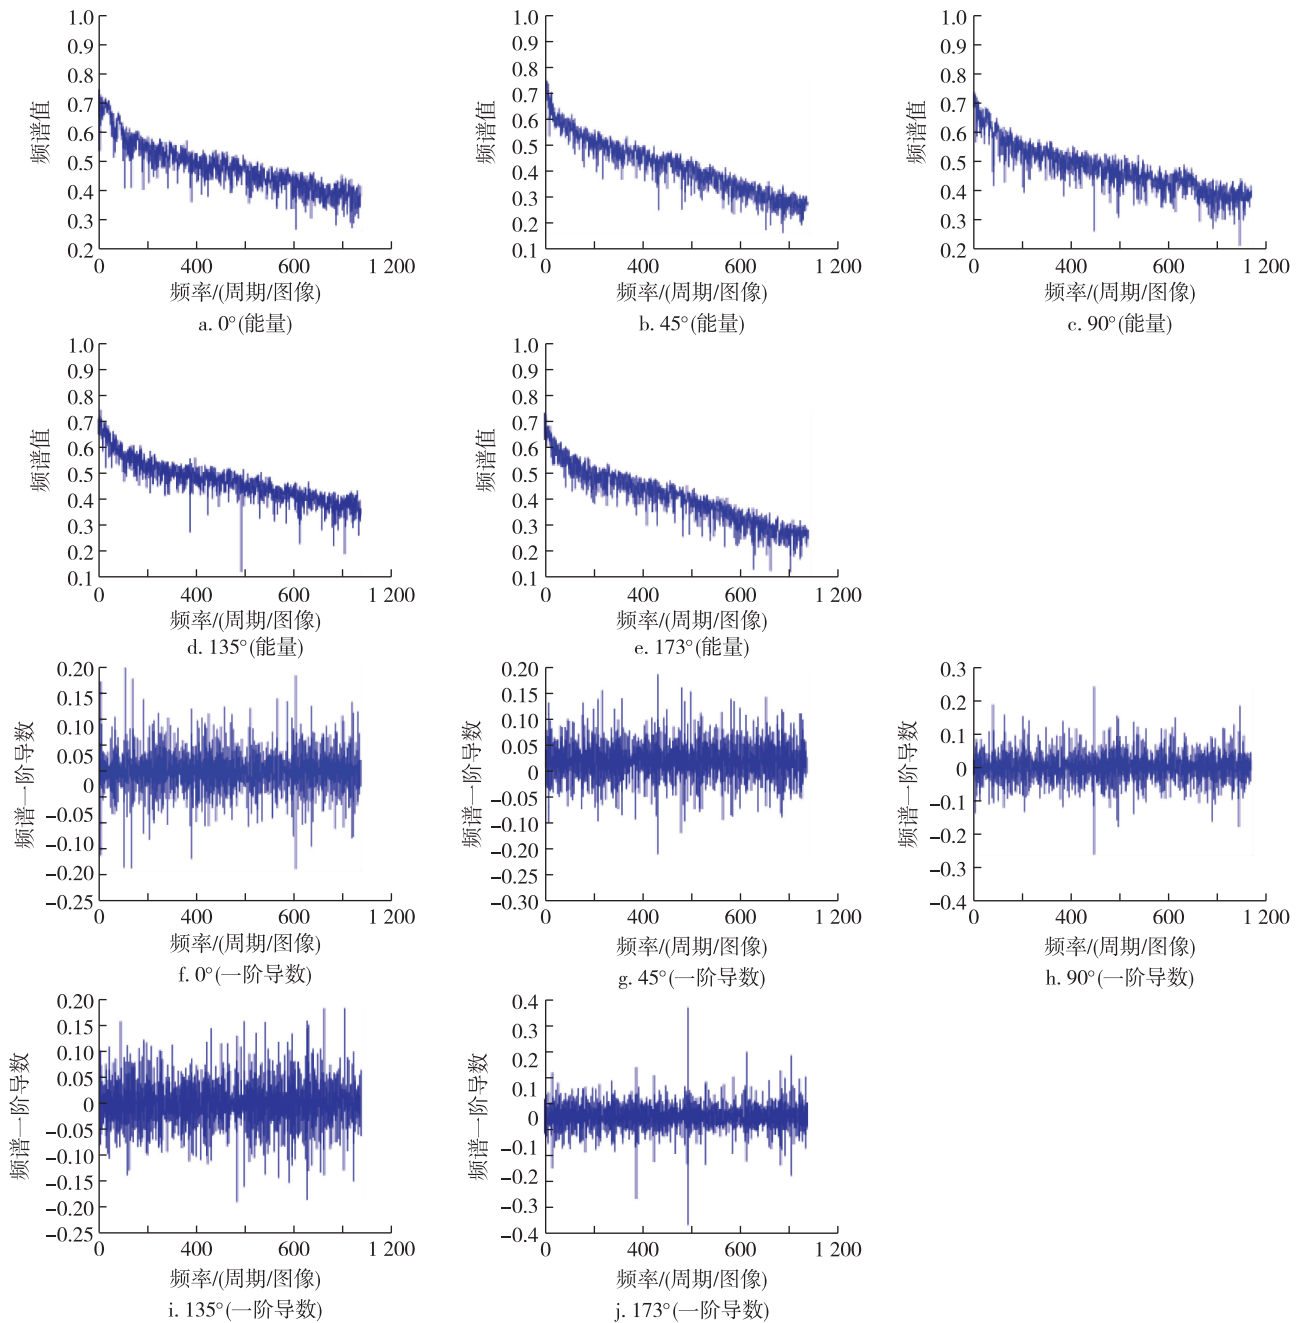 1.0
0.9
0.8
0.7
0.6
0.5
0.4
0.3
0.2
频谱值
0 400 600 1 200
频率/(周期/图像)
a. 0°(能量)
1.0
0.9
0.8
0.7
0.6
0.5
0.4
0.3
0.2
0.1
频谱值
0 400 600 1 200
频率/(周期/图像)
b. 45°(能量)
1.0
0.9
0.8
0.7
0.6
0.5
0.4
0.3
0.2
频谱值
0 400 600 1 200
频率/(周期/图像)
c. 90°(能量)
1.0
0.9
0.8
0.7
0.6
0.5
0.4
0.3
0.2
0.1
频谱值
0 400 600 1 200
频率/(周期/图像)
d. 135°(能量)
1.0
0.9
0.8
0.7
0.6
0.5
0.4
0.3
0.2
0.1
频谱值
0 400 600 1 200
频率/(周期/图像)
e. 173°(能量)
0.20
0.15
0.10
0.05
0
−0.05
−0.10
−0.20
−0.25
频谱一阶导数
0 400 600 1 200
频率/(周期/图像)
f. 0°(一阶导数)
0.20
0.15
0.10
0.05
0
−0.05
−0.10
−0.20
−0.25
−0.30
频谱一阶导数
0 400 600 1 200
频率/(周期/图像)
g. 45°(一阶导数)
0.3
0.2
0.1
0
−0.1
−0.2
−0.3
−0.4
频谱一阶导数
0 400 600 1 200
频率/(周期/图像)
h. 90°(一阶导数)
0.20
0.15
0.10
0.05
0
−0.05
−0.10
−0.15
−0.20
−0.25
频谱一阶导数
0 400 600 1 200
频率/(周期/图像)
i. 135°(一阶导数)
0.4
0.3
0.2
0.1
0
−0.1
−0.2
−0.3
−0.4
频谱一阶导数
0 400 600 1 200
频率/(周期/图像)
j. 173°(一阶导数)